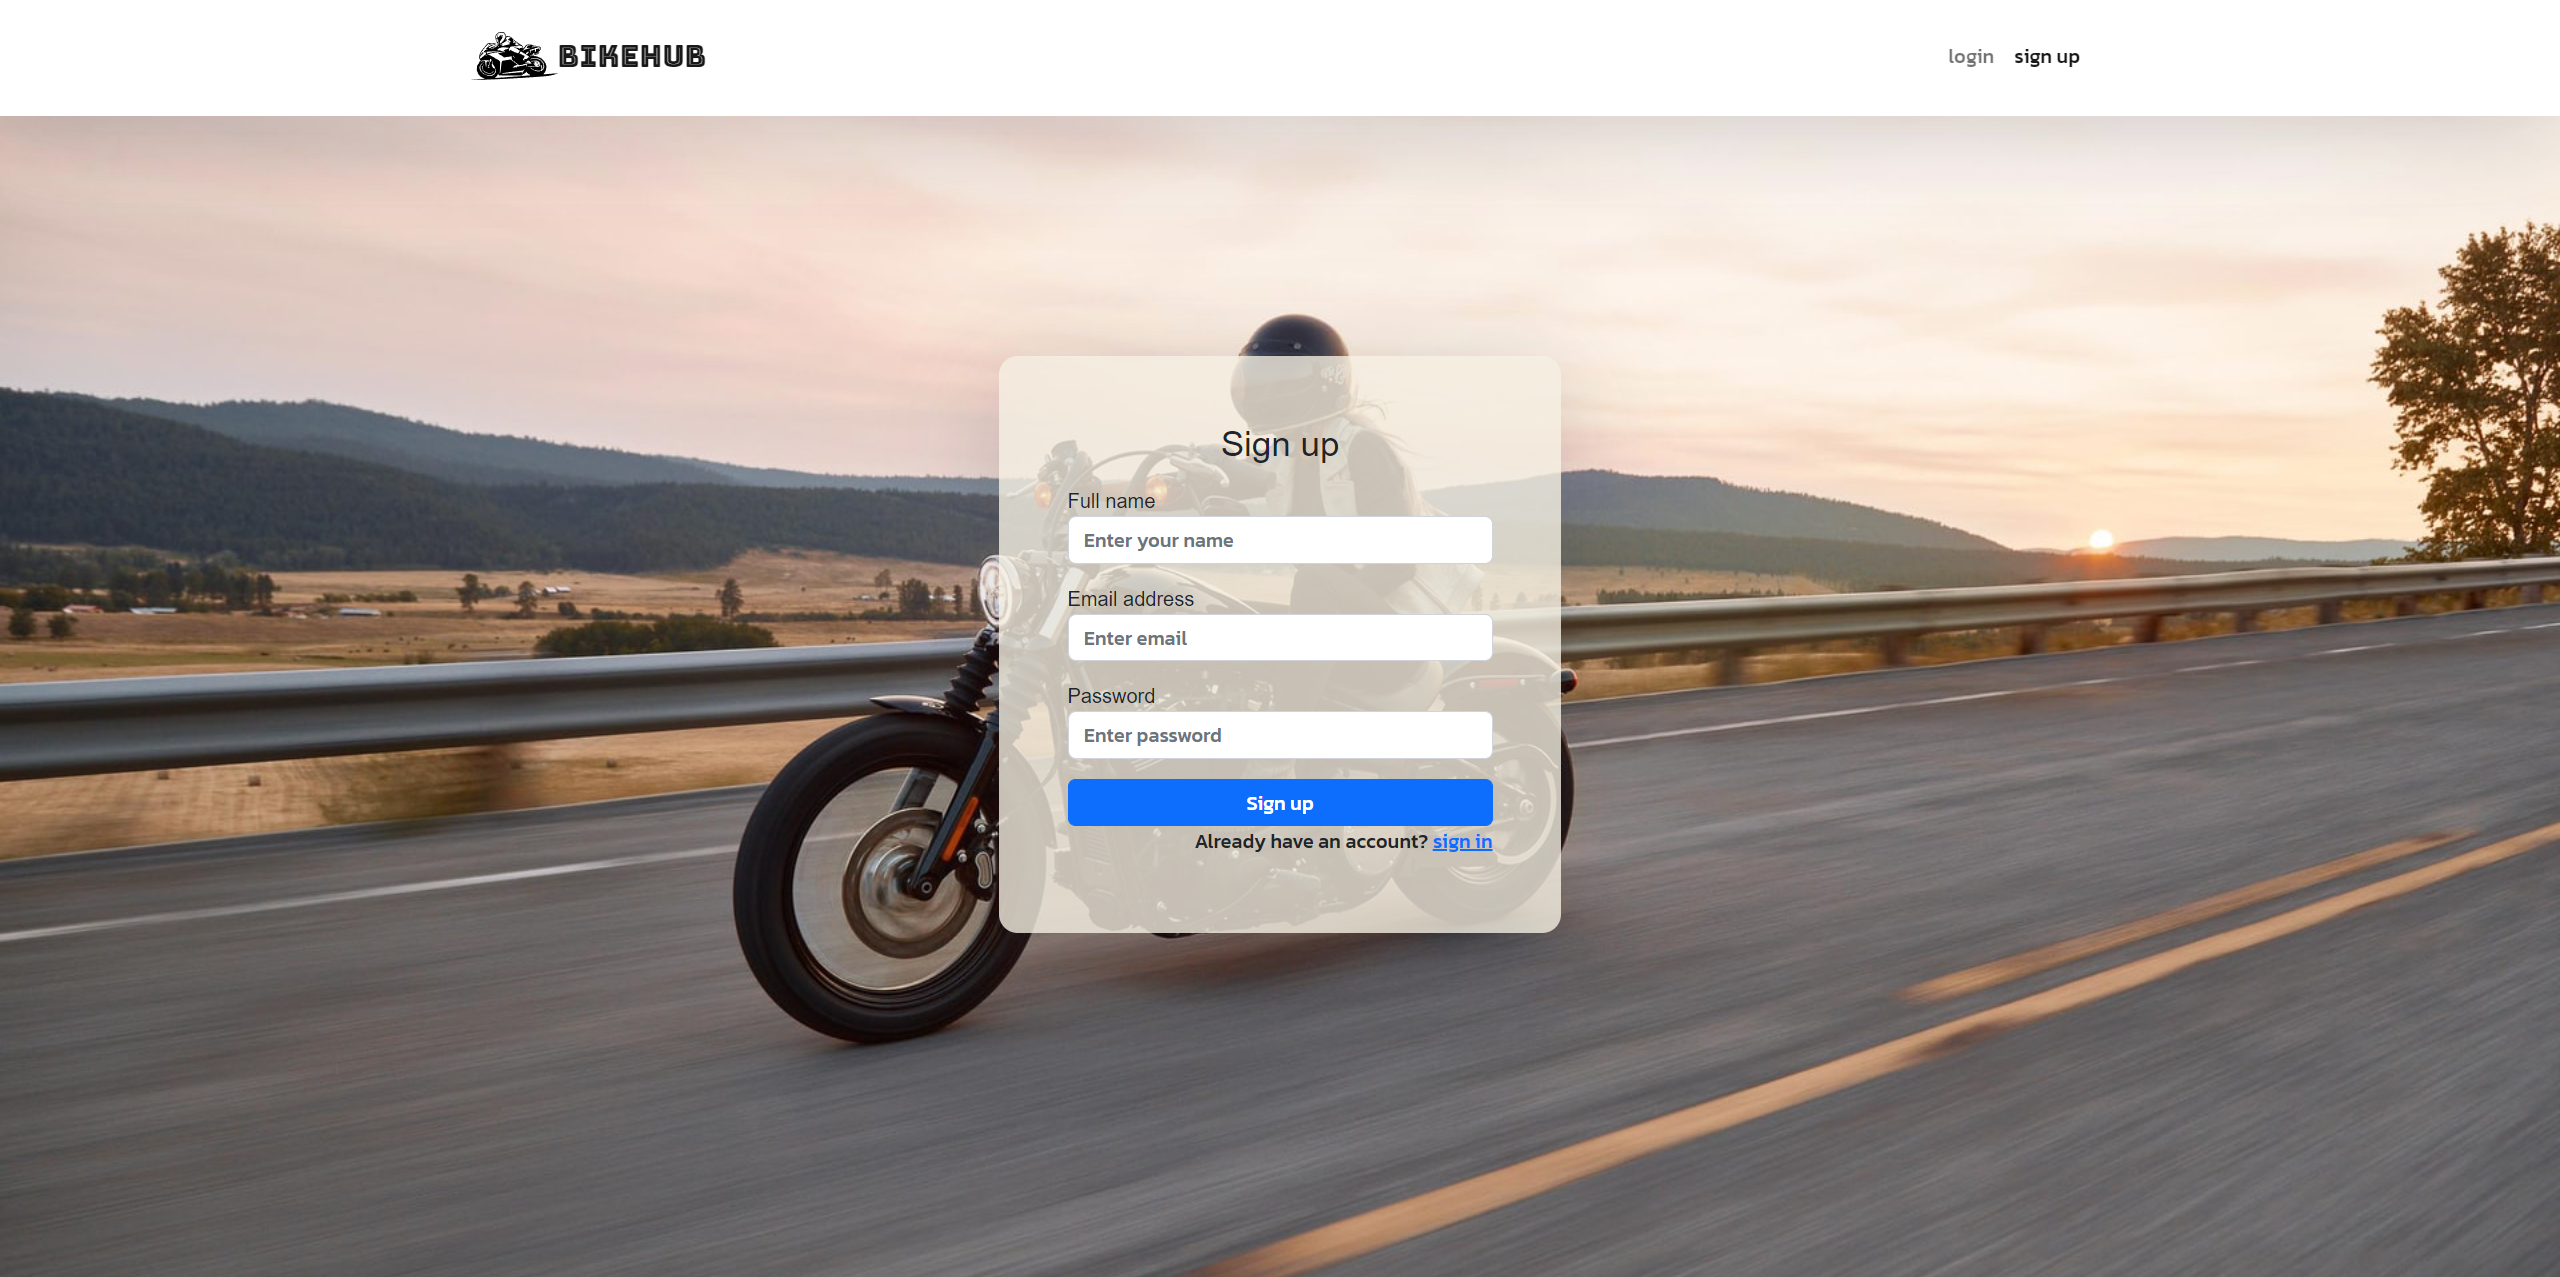 BIKEHUB
login sign up
Sign up
Full name
Enter your name
Email address
Enter email
Password
Enter password
Sign up
Already have an account? sign in